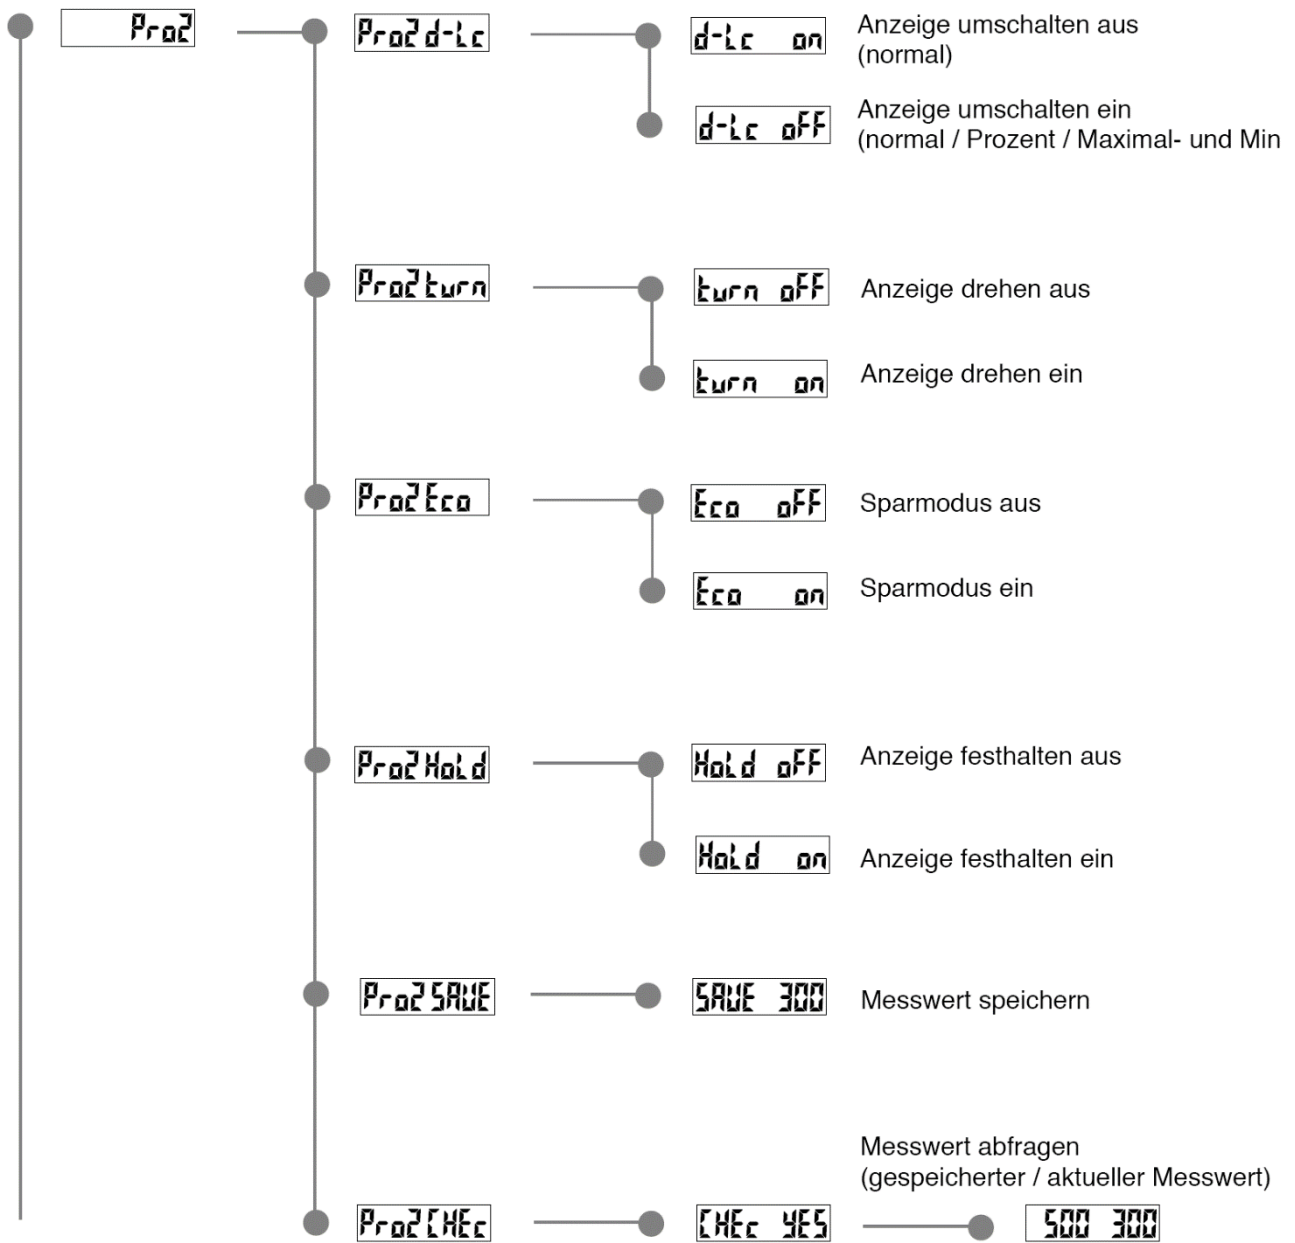 Pro2
Pro2 d-Lc
d-Lc on
Anzeige umschalten aus
(normal)
d-Lc oFF
Anzeige umschalten ein
(normal / Prozent / Maximal- und Min
Pro2 turn
turn oFF
Anzeige drehen aus
turn on
Anzeige drehen ein
Pro2 Eco
Eco oFF
Sparmodus aus
Eco on
Sparmodus ein
Pro2 HoLd
HoLd oFF
Anzeige festhalten aus
HoLd on
Anzeige festhalten ein
Pro2 SAVE
SAVE 300
Messwert speichern
Messwert abfragen
(gespeicherter / aktueller Messwert)
Pro2 CHEc
CHEc YES
500 300